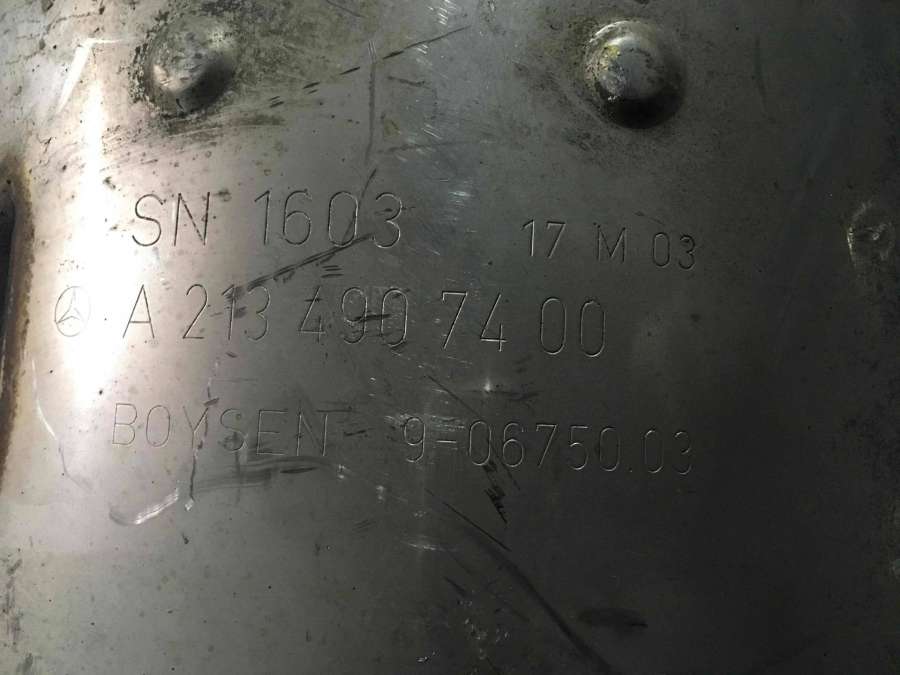 SN 1603 17 M 03
A 213 490 74 00
BOYSEN 9-06750.03